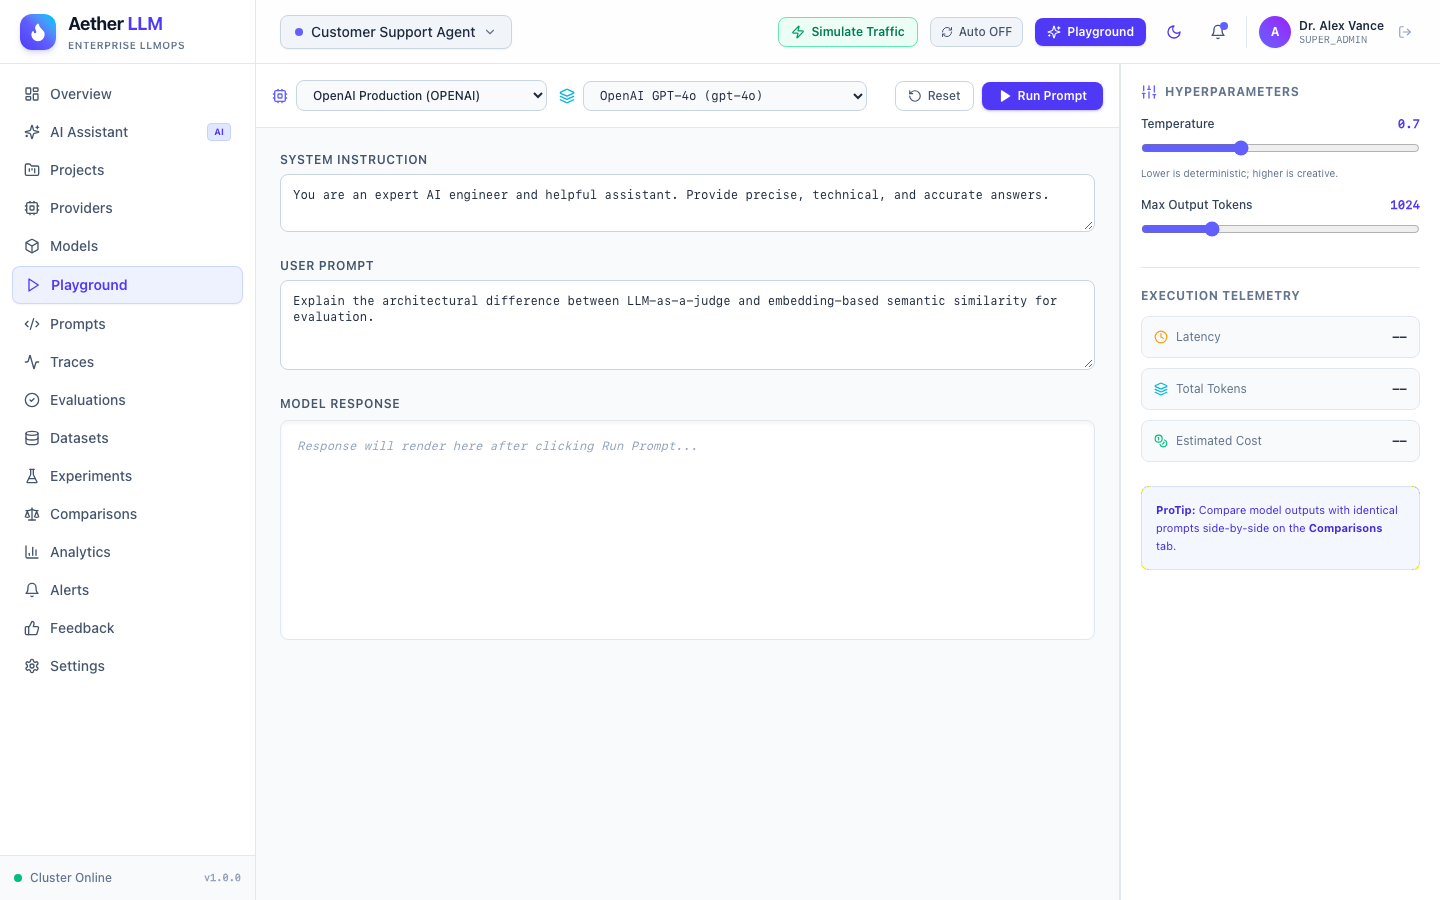 Aether LLM
ENTERPRISE LLMOPS
Overview
AI Assistant
AI
Projects
Providers
Models
Playground
Prompts
Traces
Evaluations
Datasets
Experiments
Comparisons
Analytics
Alerts
Feedback
Settings
Cluster Online
v1.0.0
Customer Support Agent
Simulate Traffic
Auto OFF
Playground
A
Dr. Alex Vance
SUPER_ADMIN
OpenAI Production (OPENAI)
OpenAI GPT-4o (gpt-4o)
Reset
Run Prompt
SYSTEM INSTRUCTION
You are an expert AI engineer and helpful assistant. Provide precise, technical, and accurate answers.
USER PROMPT
Explain the architectural difference between LLM-as-a-judge and embedding-based semantic similarity for
evaluation.
MODEL RESPONSE
Response will render here after clicking Run Prompt...
HYPERPARAMETERS
Temperature
0.7
Lower is deterministic; higher is creative.
Max Output Tokens
1024
EXECUTION TELEMETRY
Latency
--
Total Tokens
--
Estimated Cost
--
ProTip: Compare model outputs with identical
prompts side-by-side on the Comparisons
tab.